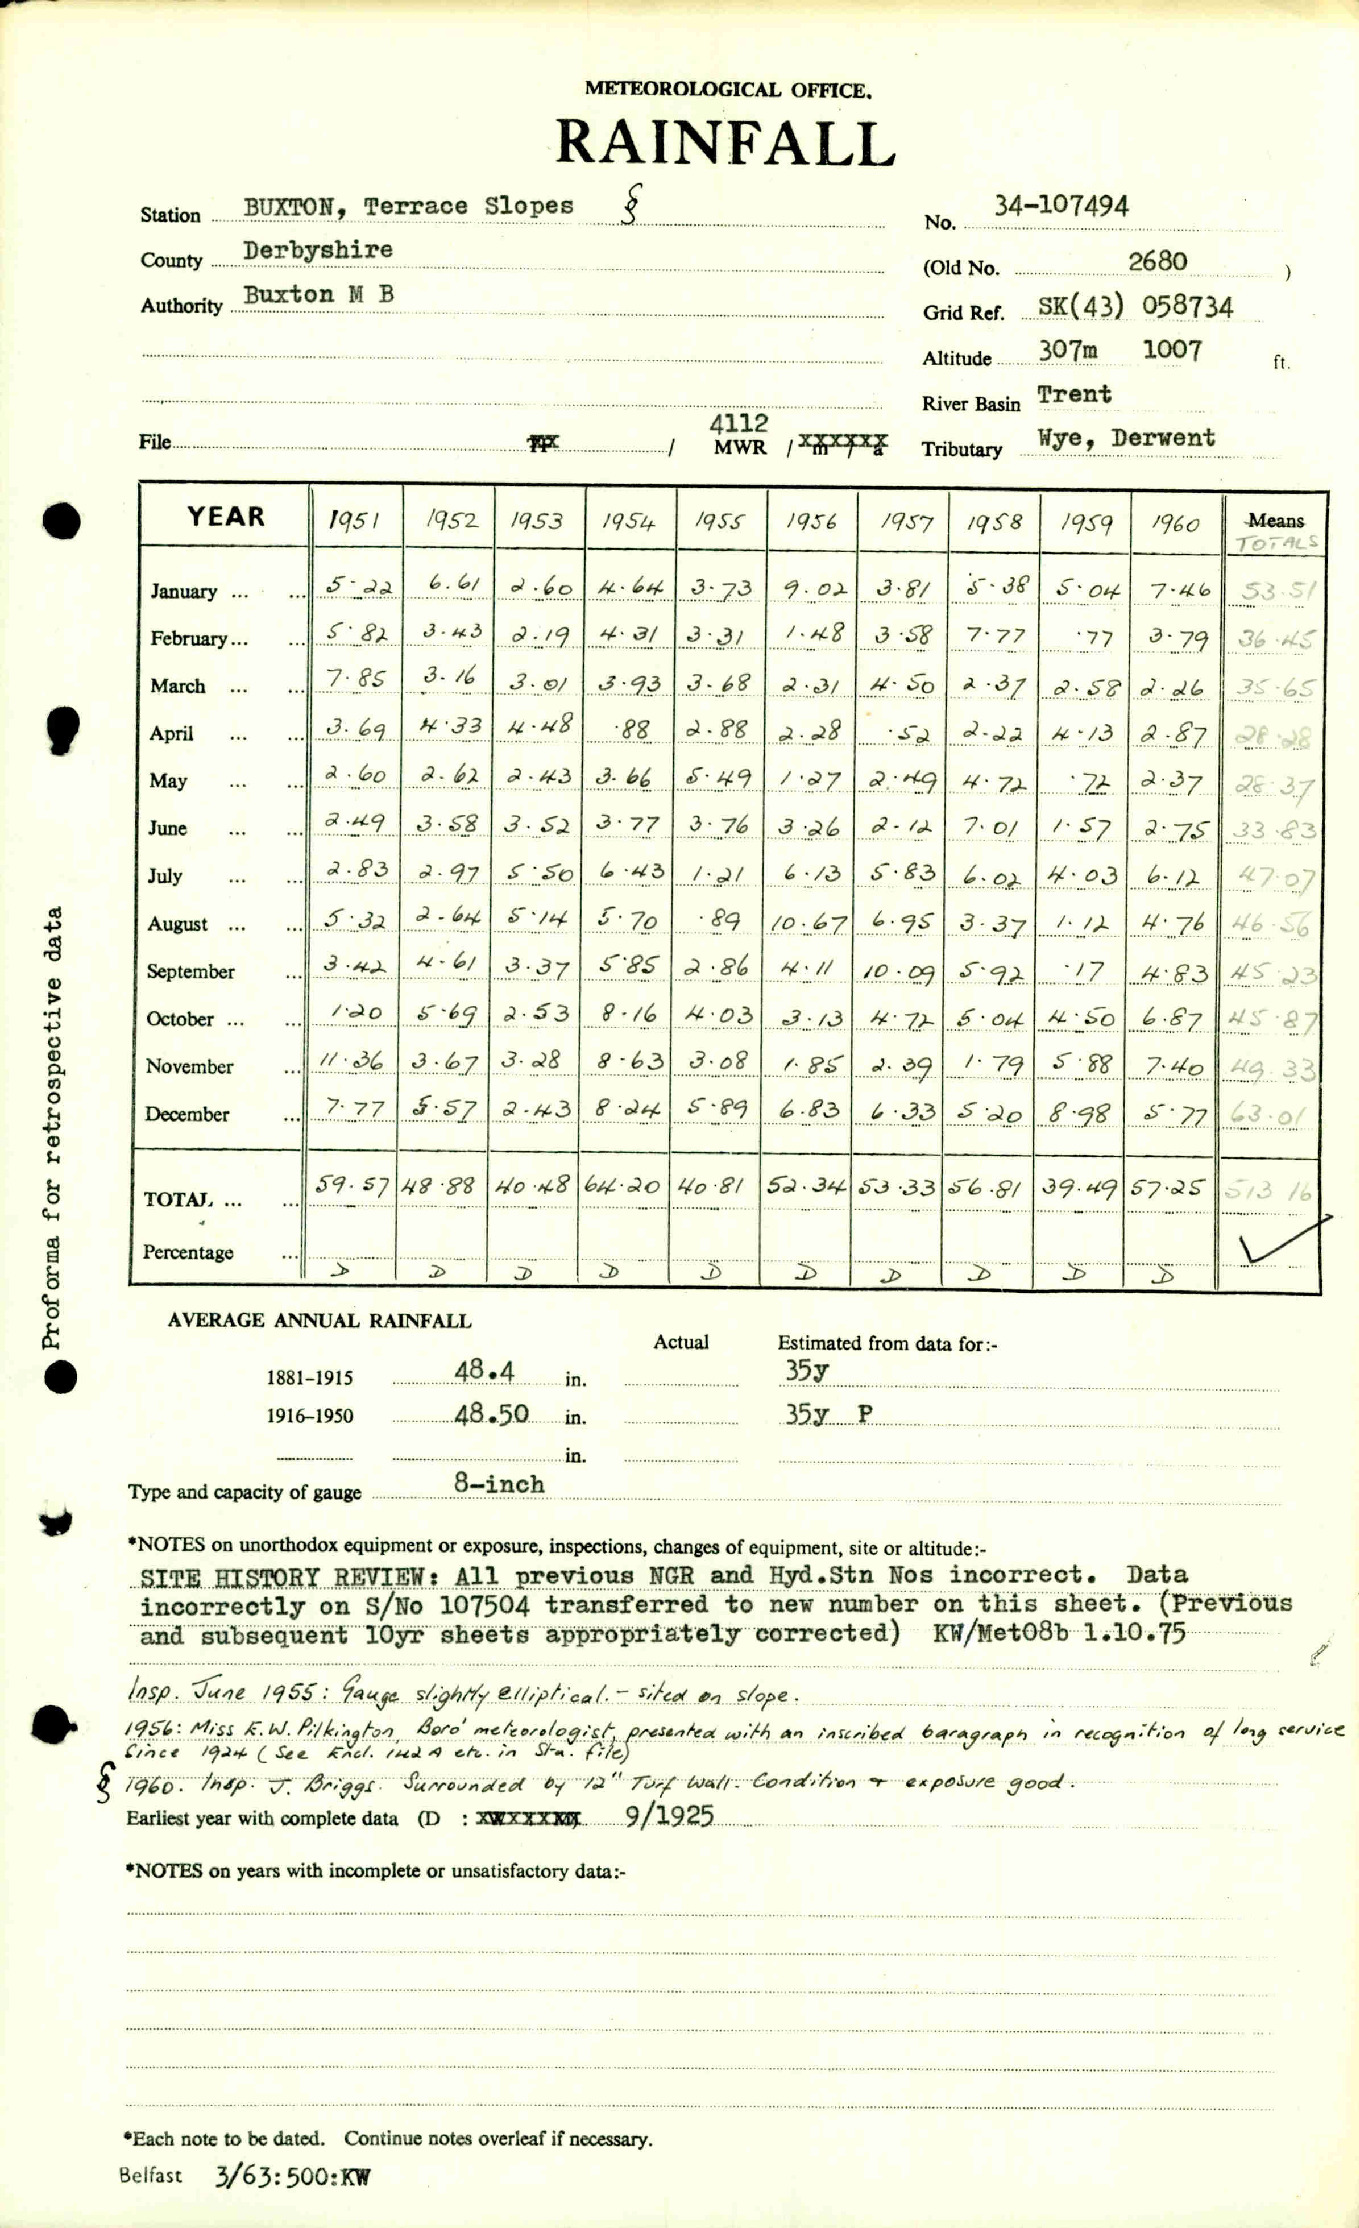 METEOROLOGICAL OFFICE.
RAINFALL
Station BUXTON, Terrace Slopes §
No. 34-107494
County Derbyshire
(Old No. 2680 )
Authority Buxton M B
Grid Ref. SK(43) 058734
Altitude 307m 1007 ft.
River Basin Trent
File / 4112 MWR /
Tributary Wye, Derwent
YEAR 1951 1952 1953 1954 1955 1956 1957 1958 1959 1960 Means TOTALS
January ... ... 5.22 6.61 2.60 4.64 3.73 9.02 3.81 5.38 5.04 7.46 53.51
February ... ... 5.82 3.43 2.19 4.31 3.31 1.48 3.58 7.77 .77 3.79 36.45
March ... ... 7.85 3.16 3.01 3.93 3.68 2.31 4.50 2.37 2.58 2.26 35.65
April ... ... 3.69 4.33 4.48 .88 2.88 2.28 .52 2.22 4.13 2.87 28.28
May ... ... 2.60 2.62 2.43 3.66 5.49 1.27 2.49 4.72 .72 2.37 28.37
June ... ... 2.49 3.58 3.52 3.77 3.76 3.26 2.12 7.01 1.57 2.75 33.83
July ... ... 2.83 2.97 5.50 6.43 1.21 6.13 5.83 6.02 4.03 6.12 47.07
August ... ... 5.32 2.64 5.14 5.70 .89 10.67 6.95 3.37 1.12 4.76 46.56
September ... 3.42 4.61 3.37 5.85 2.86 4.11 10.09 5.92 .17 4.83 45.23
October ... ... 1.20 5.69 2.53 8.16 4.03 3.13 4.72 5.04 4.50 6.87 45.87
November ... 11.36 3.67 3.28 8.63 3.08 1.85 2.39 1.79 5.88 7.40 49.33
December ... 7.77 5.57 2.43 8.24 5.89 6.83 6.33 5.20 8.98 5.77 63.01
TOTAL ... ... 59.57 48.88 40.48 64.20 40.81 52.34 53.33 56.81 39.49 57.25 513 16
Percentage ... D D D D D D D D D D
Proforma for retrospective data
AVERAGE ANNUAL RAINFALL
Actual Estimated from data for:-
1881-1915 48.4 in. 35y
1916-1950 48.50 in. 35y P
in.
Type and capacity of gauge 8-inch
*NOTES on unorthodox equipment or exposure, inspections, changes of equipment, site or altitude:-
SITE HISTORY REVIEW: All previous NGR and Hyd.Stn Nos incorrect. Data
incorrectly on S/No 107504 transferred to new number on this sheet. (Previous
and subsequent 10yr sheets appropriately corrected) KW/MetO8b 1.10.75
Insp. June 1955: Gauge slightly elliptical. - sited on slope.
1956: Miss E.W. Pilkington, Boro' meteorologist, presented with an inscribed baragraph in recognition of long service
since 1924 (See Encl. 142 A etc. in Sta. file)
§ 1960. Insp. J. Briggs. Surrounded by 12" Turf wall. Condition + exposure good.
Earliest year with complete data (D : 9/1925
*NOTES on years with incomplete or unsatisfactory data:-
*Each note to be dated. Continue notes overleaf if necessary.
Belfast 3/63:500:KW